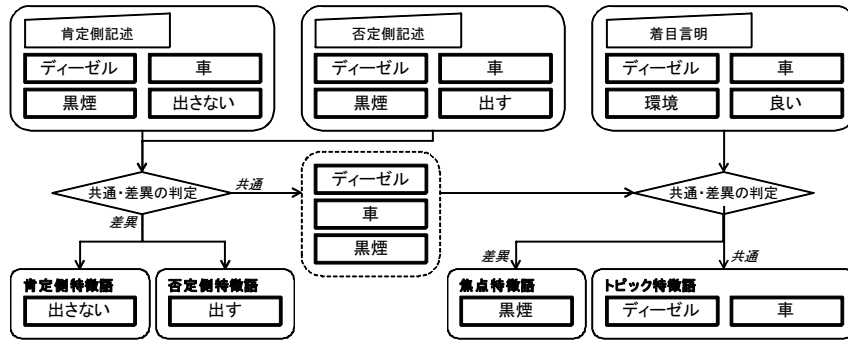 肯定側記述
ディーゼル 車
黒煙 出さない
否定側記述
ディーゼル 車
黒煙 出す
着目言明
ディーゼル 車
環境 良い
共通・差異の判定
共通
差異
ディーゼル
車
黒煙
共通・差異の判定
差異
共通
肯定側特徴語
出さない
否定側特徴語
出す
焦点特徴語
黒煙
トピック特徴語
ディーゼル 車